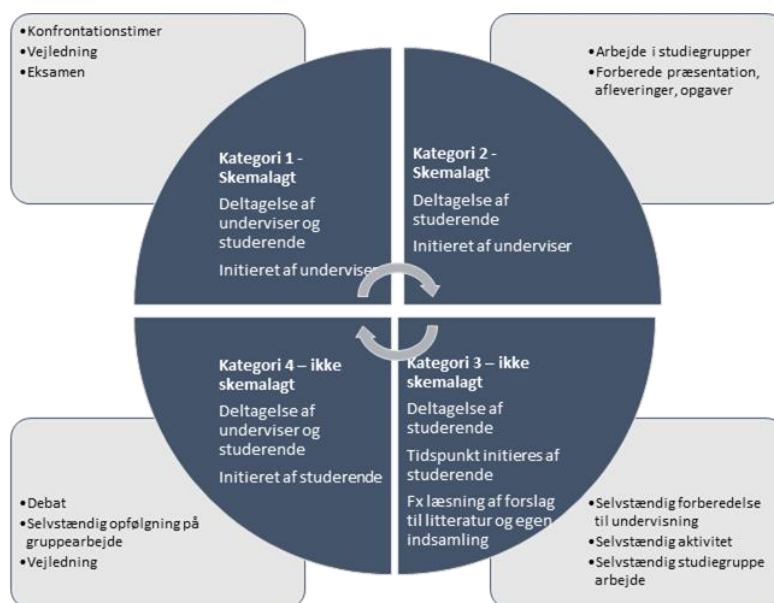 •Konfrontationstimer
•Vejledning
•Eksamen
•Arbejde i studiegrupper
•Forberede præsentation,
afleveringer, opgaver
Kategori 1 -
Skemalagt
Deltagelse af
underviser og
studerende
Initieret af underviser
Kategori 2 -
Skemalagt
Deltagelse af
studerende
Initieret af underviser
Kategori 4 – ikke
skemalagt
Deltagelse af
underviser og
studerende
Initieret af studerende
Kategori 3 – ikke
skemalagt
Deltagelse af
studerende
Tidspunkt initieres af
studerende
Fx læsning af forslag
til litteratur og egen
indsamling
•Debat
•Selvstændig opfølgning på
gruppearbejde
•Vejledning
•Selvstændig forberedelse
til undervisning
•Selvstændig aktivitet
•Selvstændig studiegruppe
arbejde